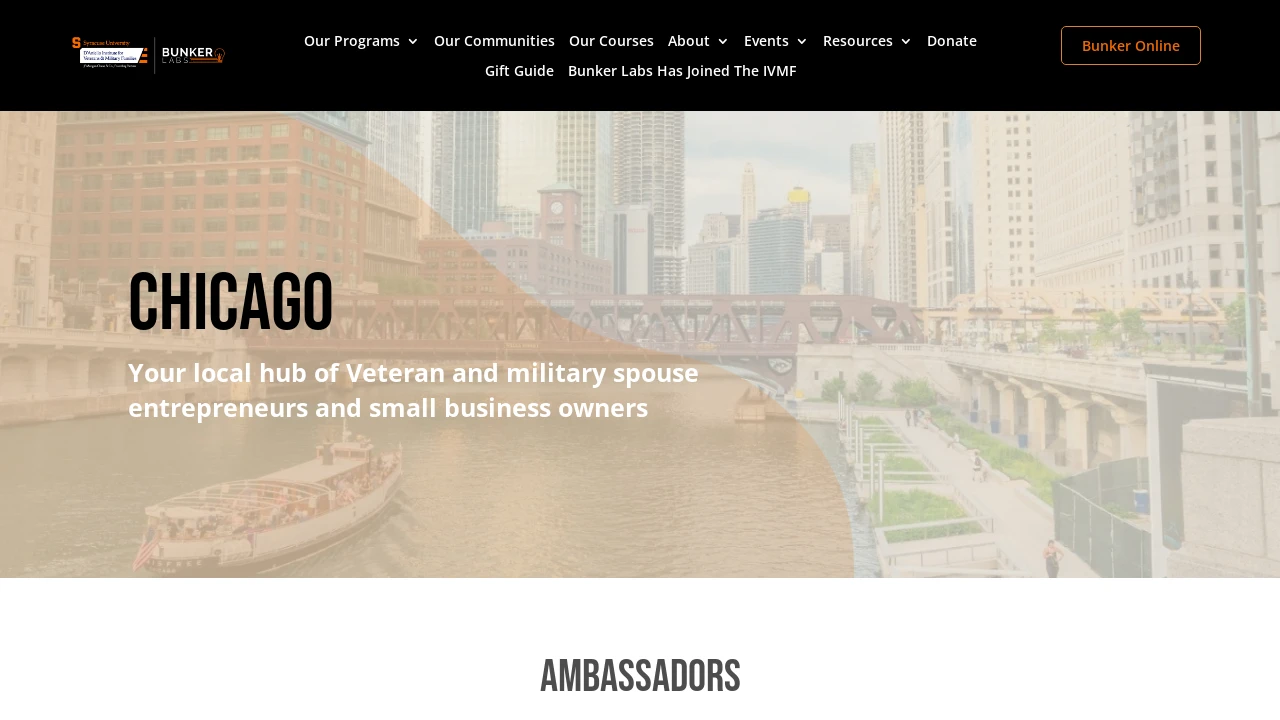 Syracuse University
D'Aniello Institute for
Veterans & Military Families
BUNKER
LABS
Our Programs
Our Communities
Our Courses
About
Events
Resources
Donate
Gift Guide
Bunker Labs Has Joined The IVMF
Bunker Online
CHICAGO
Your local hub of Veteran and military spouse
entrepreneurs and small business owners
AMBASSADORS